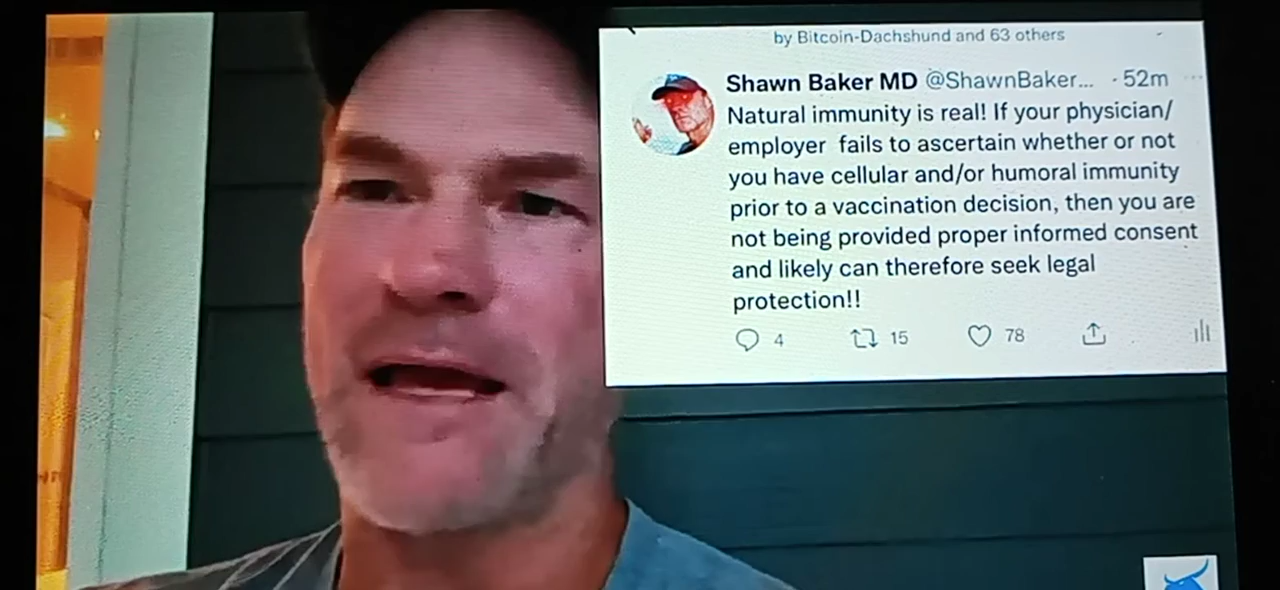 by Bitcoin-Dachshund and 63 others
Shawn Baker MD @ShawnBaker... · 52m
Natural immunity is real! If your physician/
employer fails to ascertain whether or not
you have cellular and/or humoral immunity
prior to a vaccination decision, then you are
not being provided proper informed consent
and likely can therefore seek legal
protection!!
4 15 78